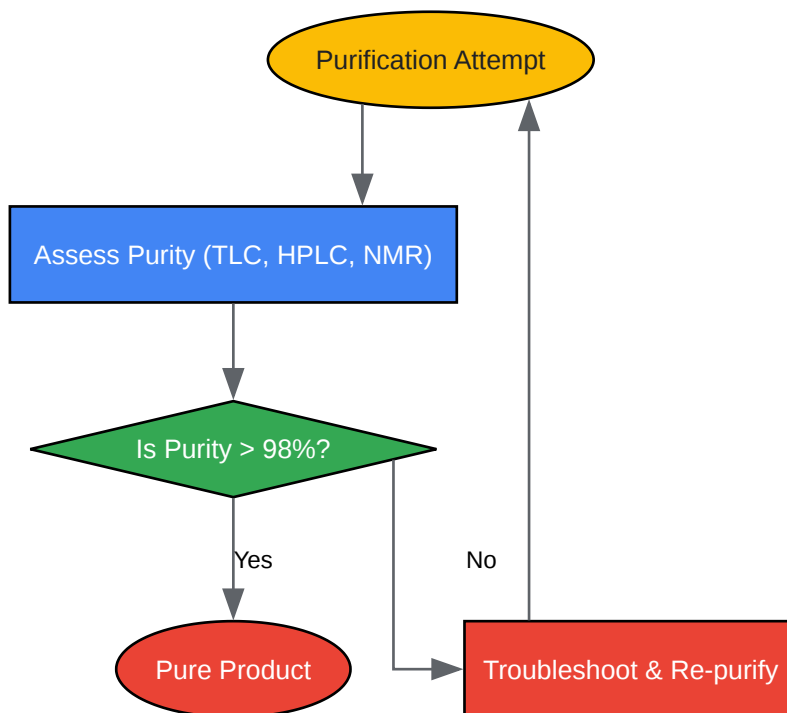 Purification Attempt
Assess Purity (TLC, HPLC, NMR)
Is Purity > 98%?
Yes
No
Pure Product
Troubleshoot & Re-purify